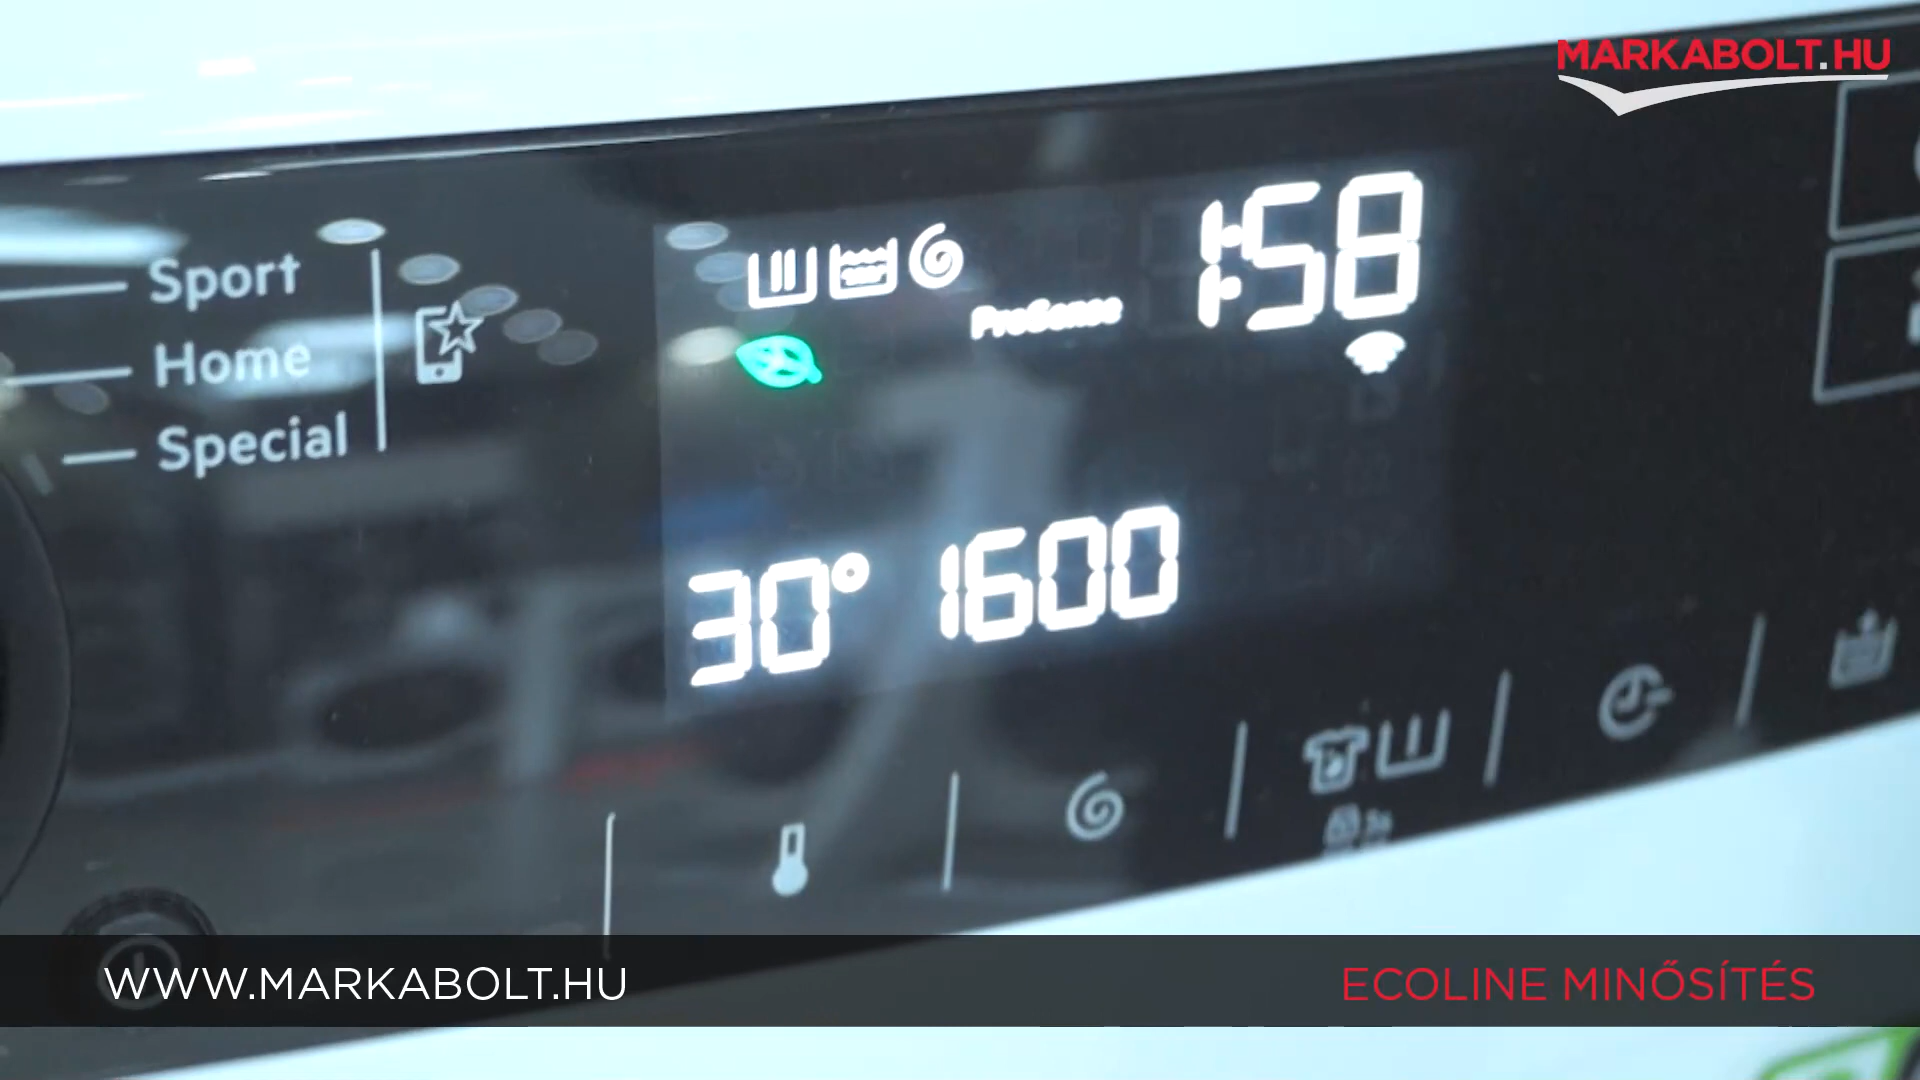 MARKABOLT.HU
Sport
Home
Special
1:58
ProSense
30° 1600
WWW.MARKABOLT.HU
ECOLINE MINŐSÍTÉS